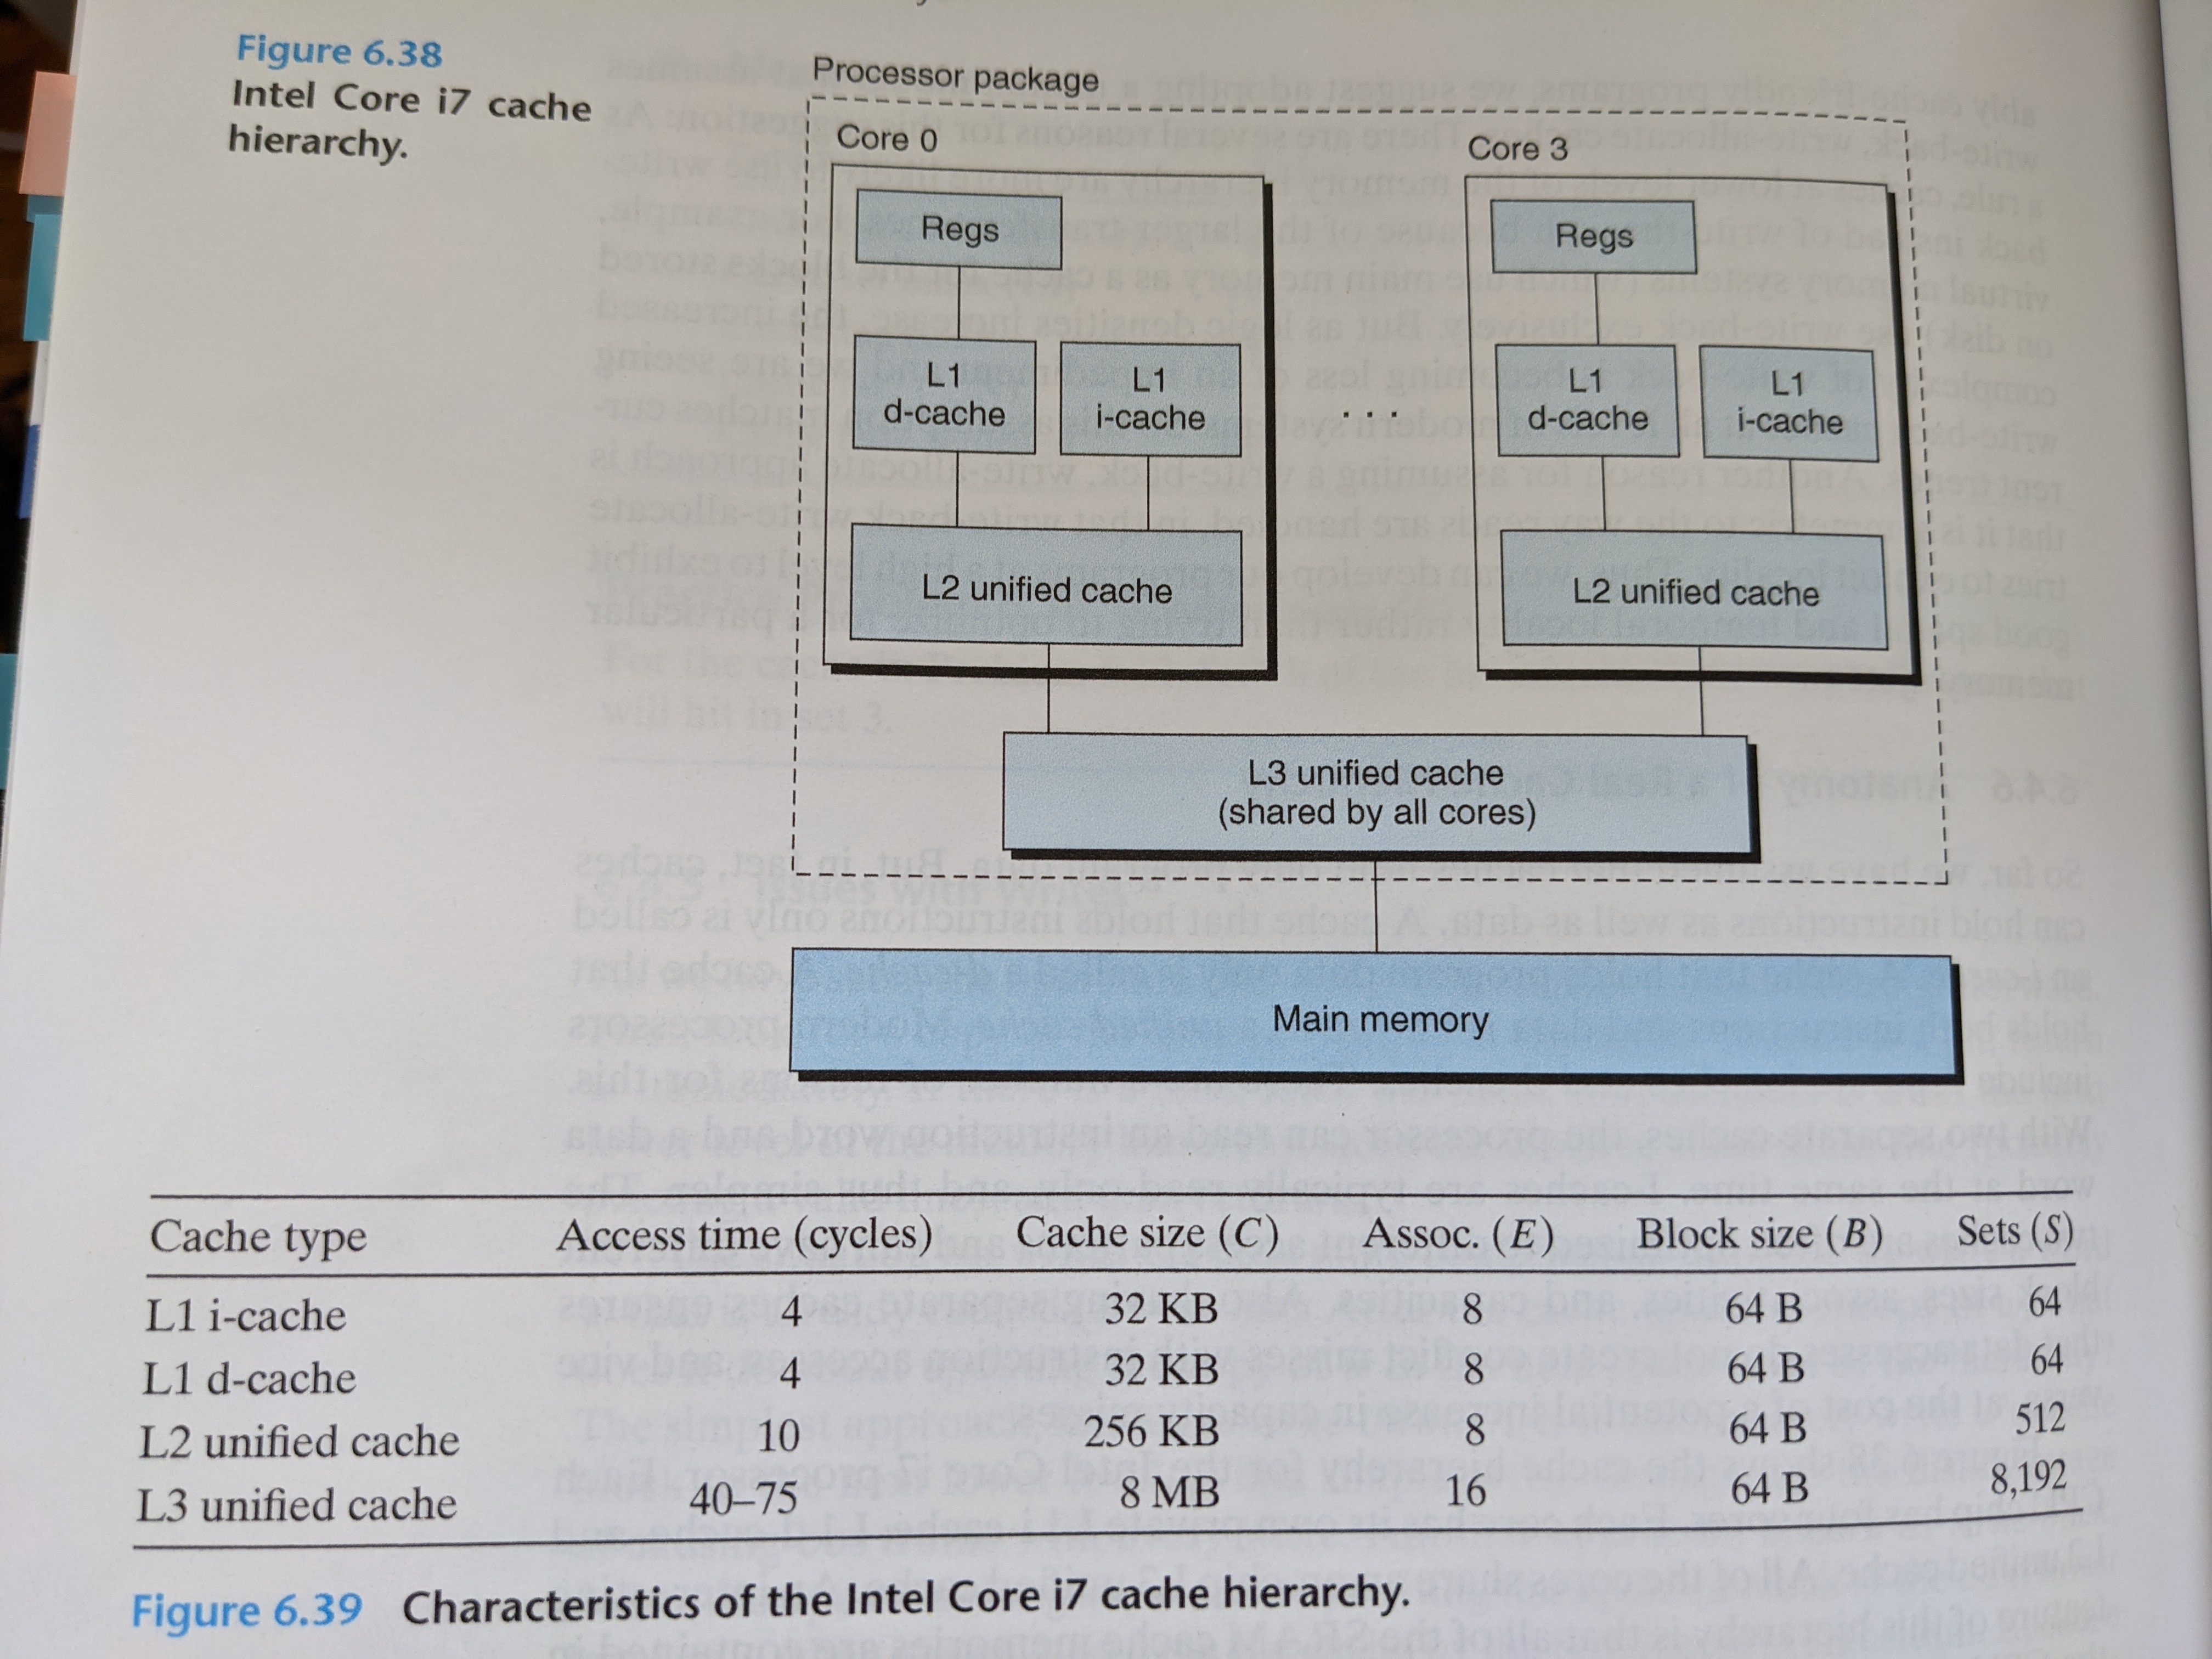 Figure 6.38
Intel Core i7 cache
hierarchy.
Processor package
Core 0
Core 3
Regs
Regs
L1
d-cache
L1
i-cache
. . .
L1
d-cache
L1
i-cache
L2 unified cache
L2 unified cache
L3 unified cache
(shared by all cores)
Main memory
Cache type Access time (cycles) Cache size (C) Assoc. (E) Block size (B) Sets (S)
L1 i-cache 4 32 KB 8 64 B 64
L1 d-cache 4 32 KB 8 64 B 64
L2 unified cache 10 256 KB 8 64 B 512
L3 unified cache 40–75 8 MB 16 64 B 8,192
Figure 6.39 Characteristics of the Intel Core i7 cache hierarchy.